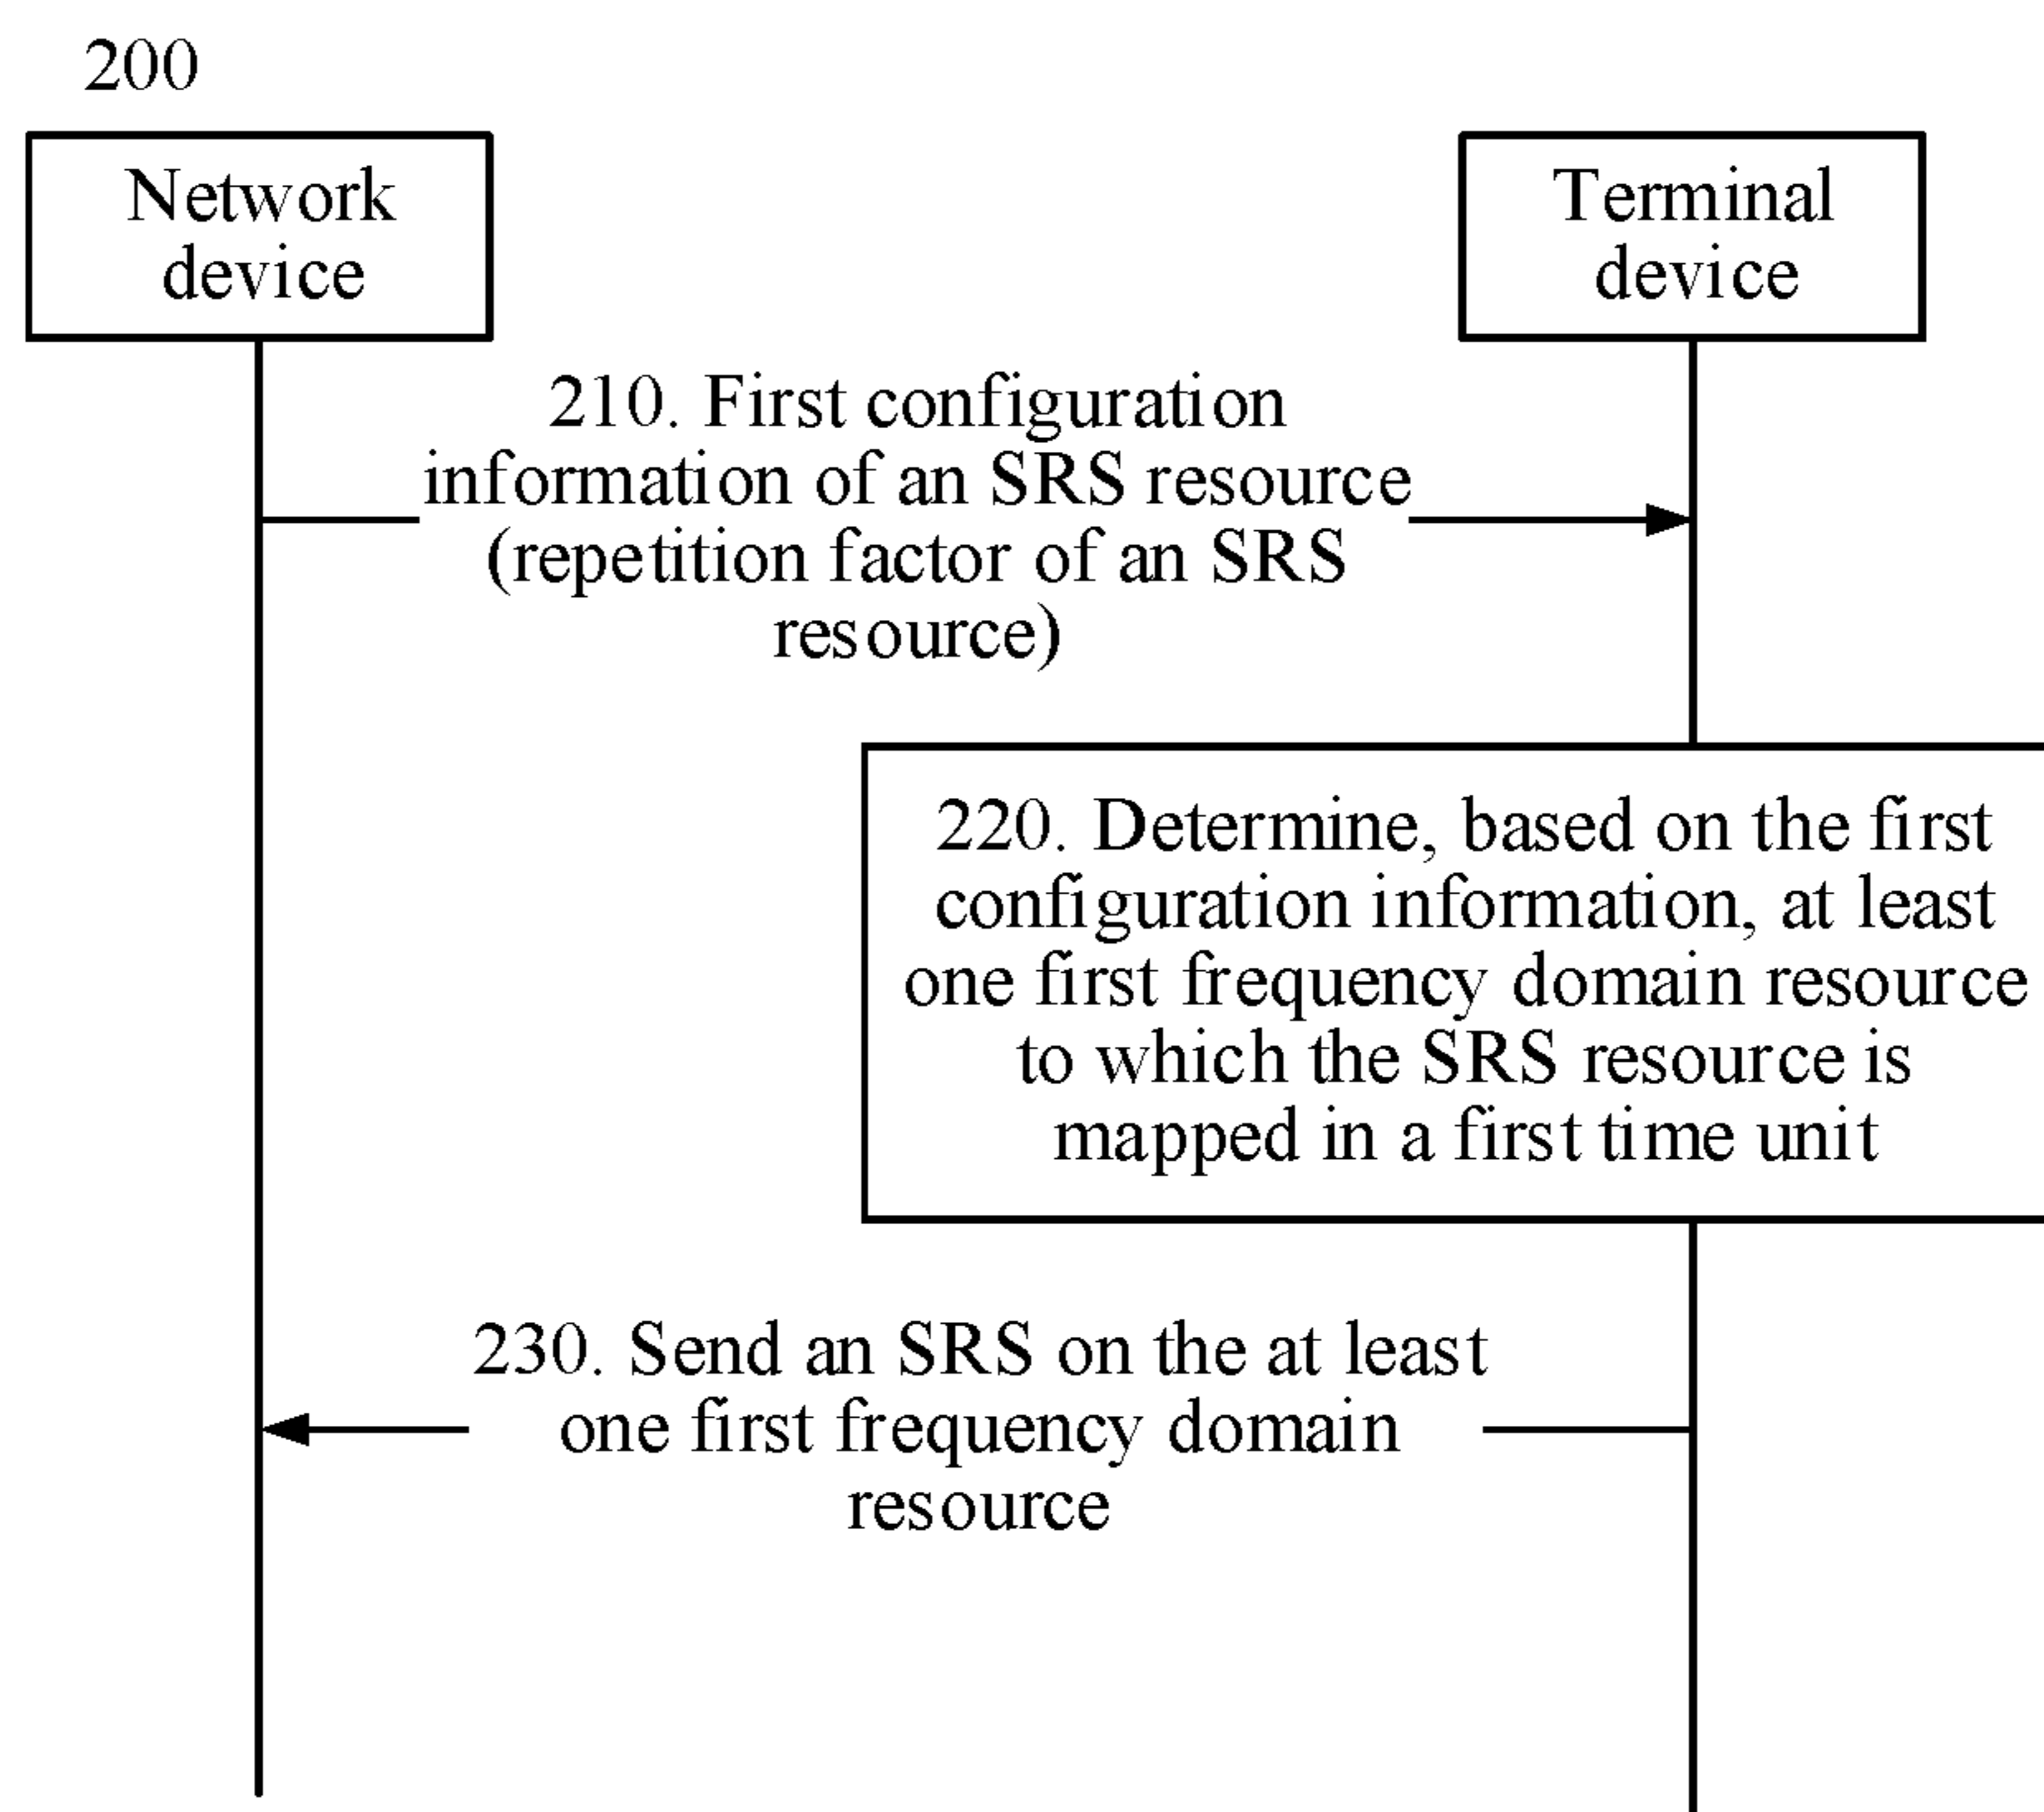 200
Network
device
Terminal
device
210. First configuration
information of an SRS resource
(repetition factor of an SRS
resource)
220. Determine, based on the first
configuration information, at least
one first frequency domain resource
to which the SRS resource is
mapped in a first time unit
230. Send an SRS on the at least
one first frequency domain
resource